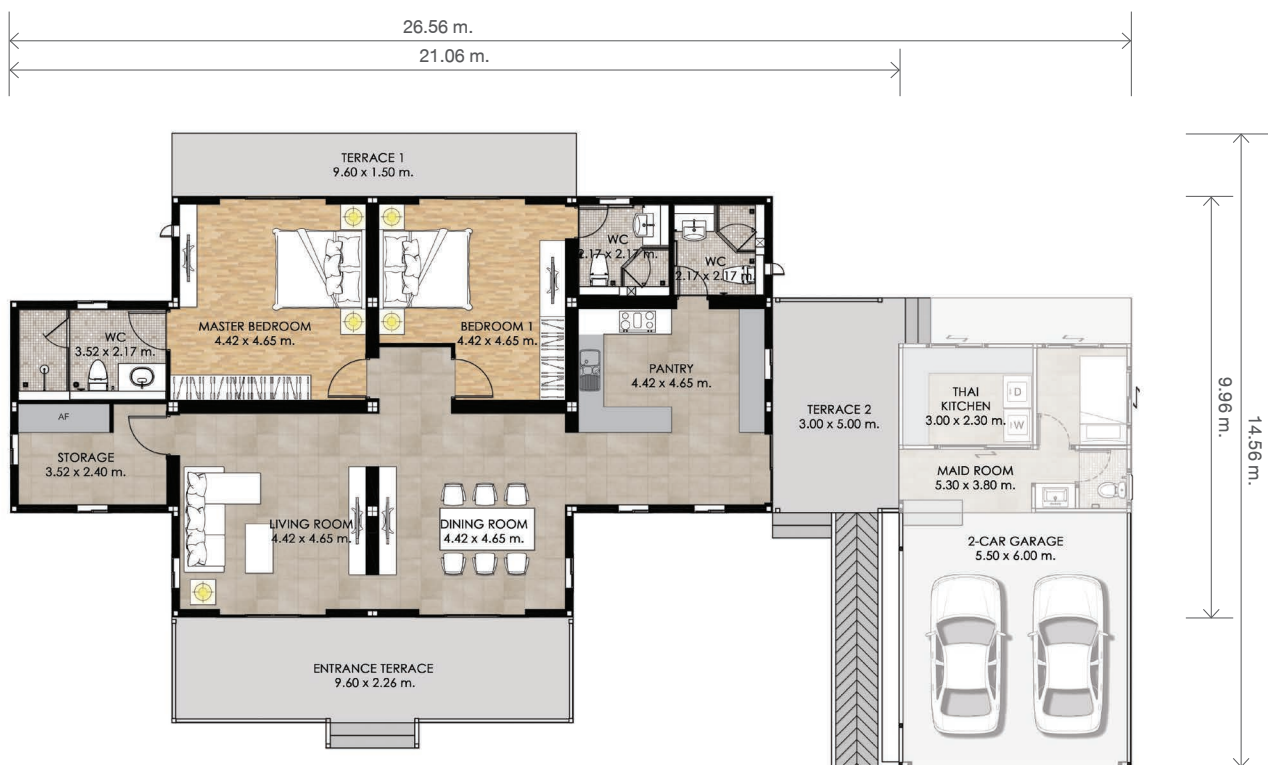 26.56 m.
21.06 m.
TERRACE 1
9.60 x 1.50 m.
WC
2.17 x 2.17 m.
WC
2.17 x 2.17 m.
MASTER BEDROOM
4.42 x 4.65 m.
BEDROOM 1
4.42 x 4.65 m.
WC
3.52 x 2.17 m.
PANTRY
4.42 x 4.65 m.
TERRACE 2
3.00 x 5.00 m.
THAI
KITCHEN
3.00 x 2.30 m.
D
W
9.96 m.
14.56 m.
AF
STORAGE
3.52 x 2.40 m.
MAID ROOM
5.30 x 3.80 m.
LIVING ROOM
4.42 x 4.65 m.
DINING ROOM
4.42 x 4.65 m.
2-CAR GARAGE
5.50 x 6.00 m.
ENTRANCE TERRACE
9.60 x 2.26 m.